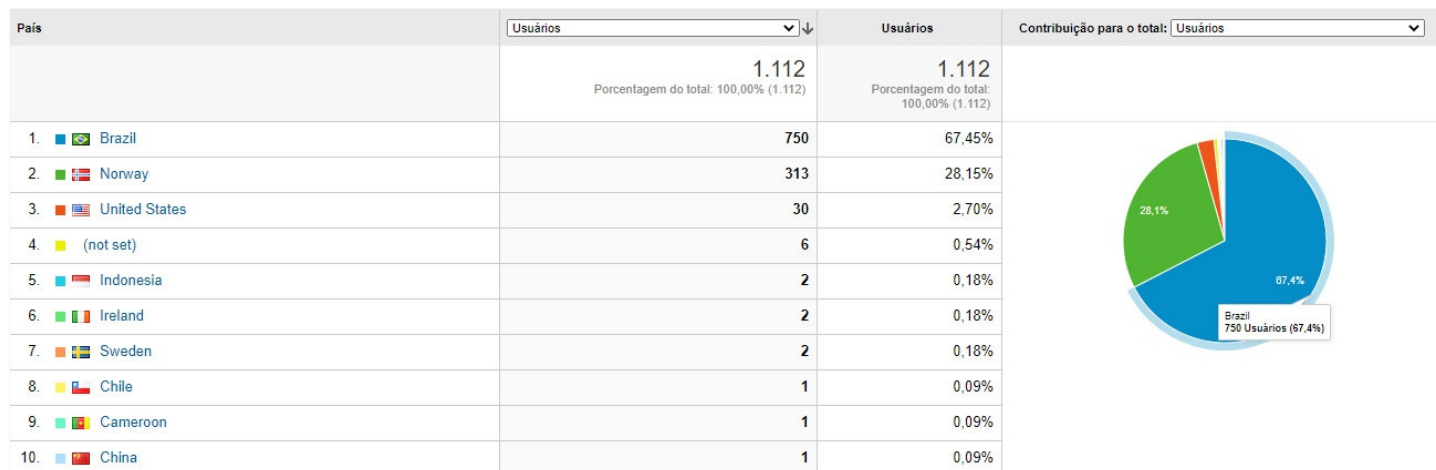 País Usuários Usuários Contribuição para o total: Usuários
1.112 1.112
Porcentagem do total: 100,00% (1.112) Porcentagem do total:
100,00% (1.112)
1. Brazil 750 67,45%
2. Norway 313 28,15%
3. United States 30 2,70%
4. (not set) 6 0,54%
5. Indonesia 2 0,18%
6. Ireland 2 0,18%
7. Sweden 2 0,18%
8. Chile 1 0,09%
9. Cameroon 1 0,09%
10. China 1 0,09%
28,1%
67,4%
Brazil
750 Usuários (67,4%)